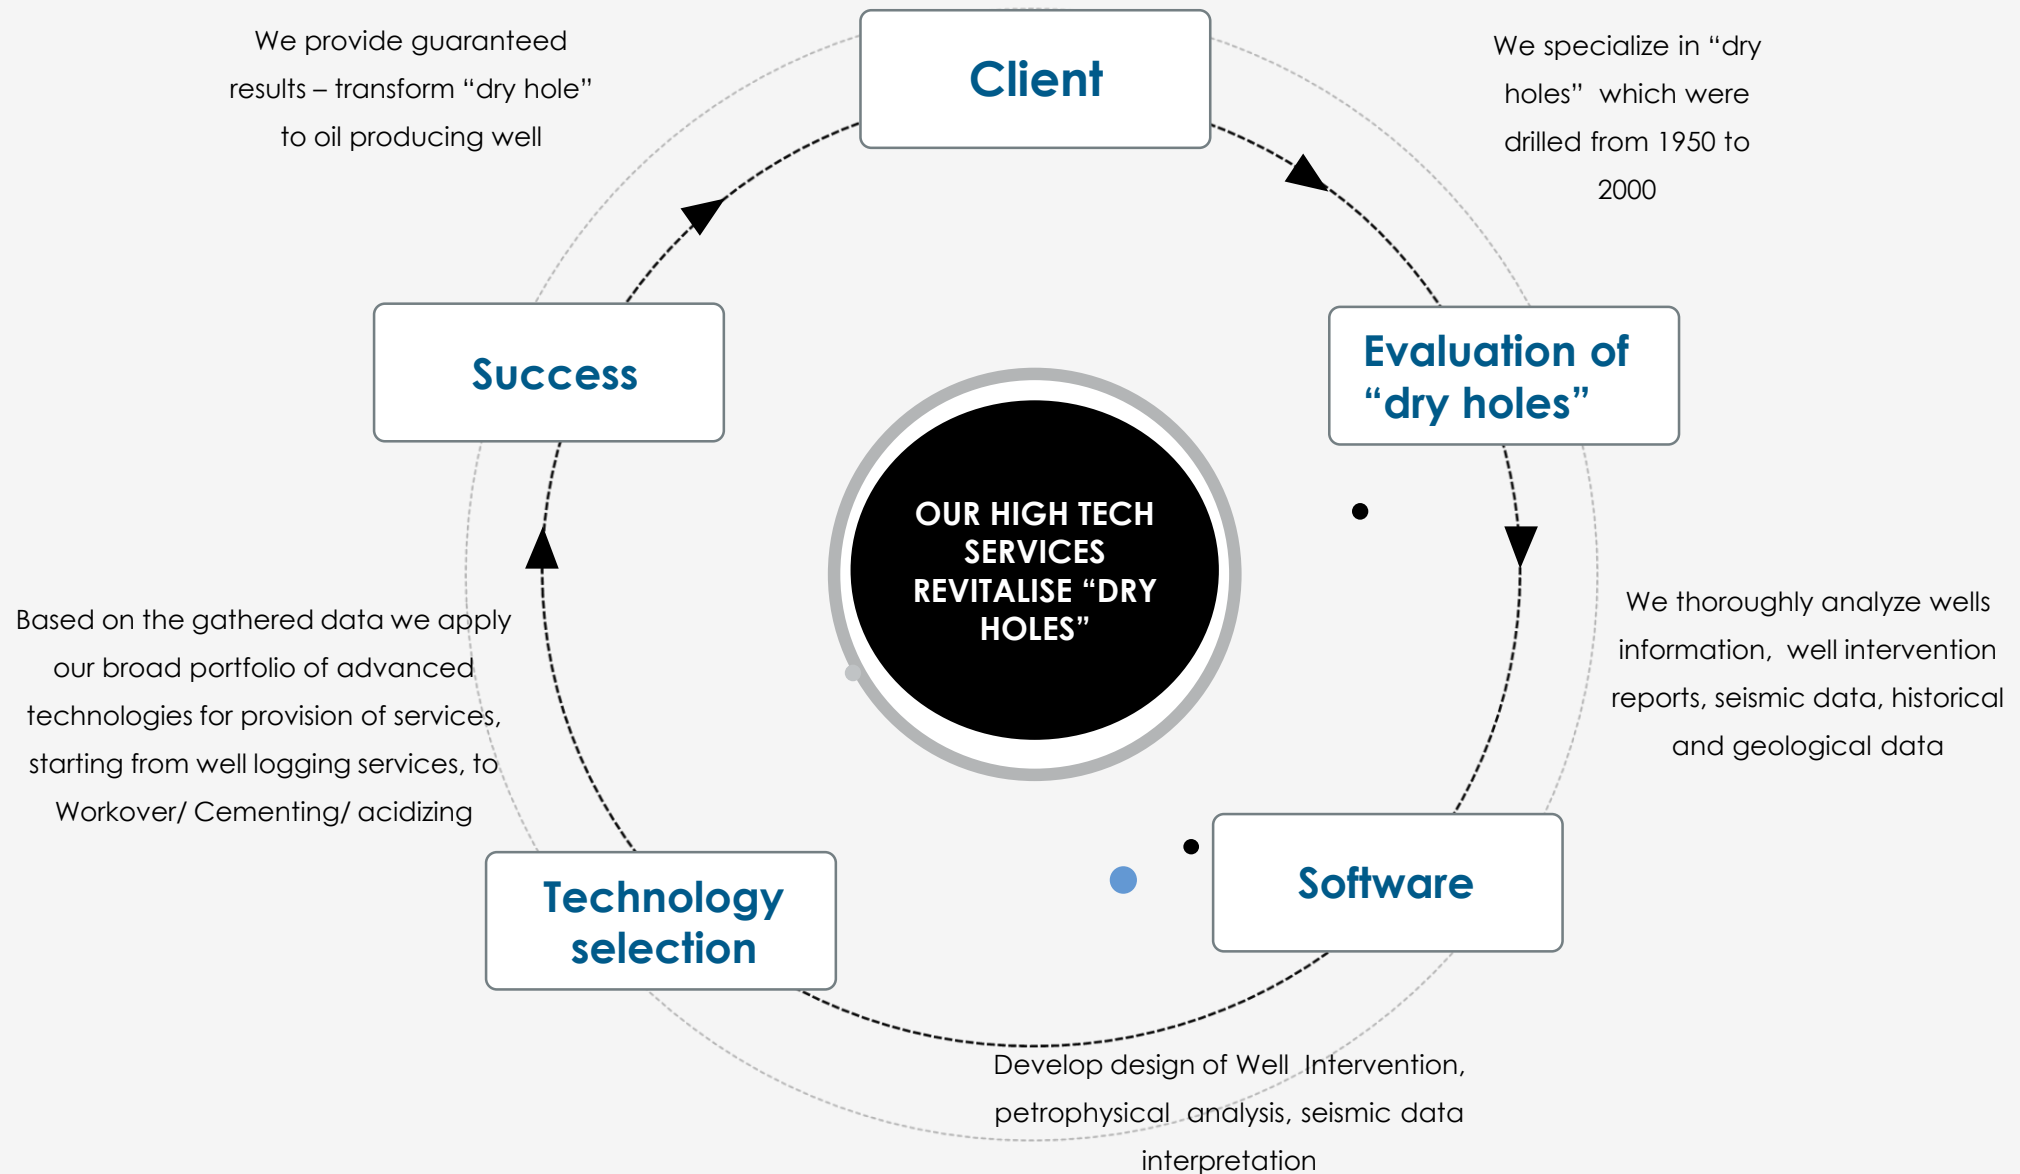 Client
We specialize in “dry
holes” which were
drilled from 1950 to
2000
Evaluation of
“dry holes”
We thoroughly analyze wells
information, well intervention
reports, seismic data, historical
and geological data
Software
Develop design of Well Intervention,
petrophysical analysis, seismic data
interpretation
Technology
selection
Based on the gathered data we apply
our broad portfolio of advanced
technologies for provision of services,
starting from well logging services, to
Workover/ Cementing/ acidizing
Success
We provide guaranteed
results – transform “dry hole”
to oil producing well
OUR HIGH TECH
SERVICES
REVITALISE “DRY
HOLES”